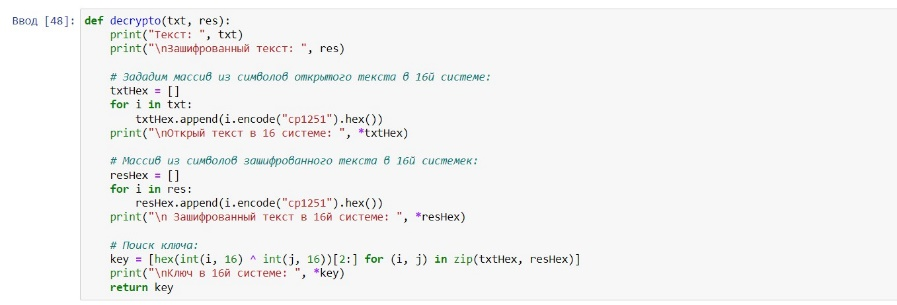 Ввод [48]: def decrypto(txt, res):
print("Текст: ", txt)
print("\nЗашифрованный текст: ", res)
# Зададим массив из символов открытого текста в 16й системе:
txtHex = []
for i in txt:
txtHex.append(i.encode("cp1251").hex())
print("\nОткрый текст в 16 системе: ", *txtHex)
# Массив из символов зашифрованного текста в 16й системек:
resHex = []
for i in res:
resHex.append(i.encode("cp1251").hex())
print("\n Зашифрованный текст в 16й системе: ", *resHex)
# Поиск ключа:
key = [hex(int(i, 16) ^ int(j, 16))[2:] for (i, j) in zip(txtHex, resHex)]
print("\nКлюч в 16й системе: ", *key)
return key